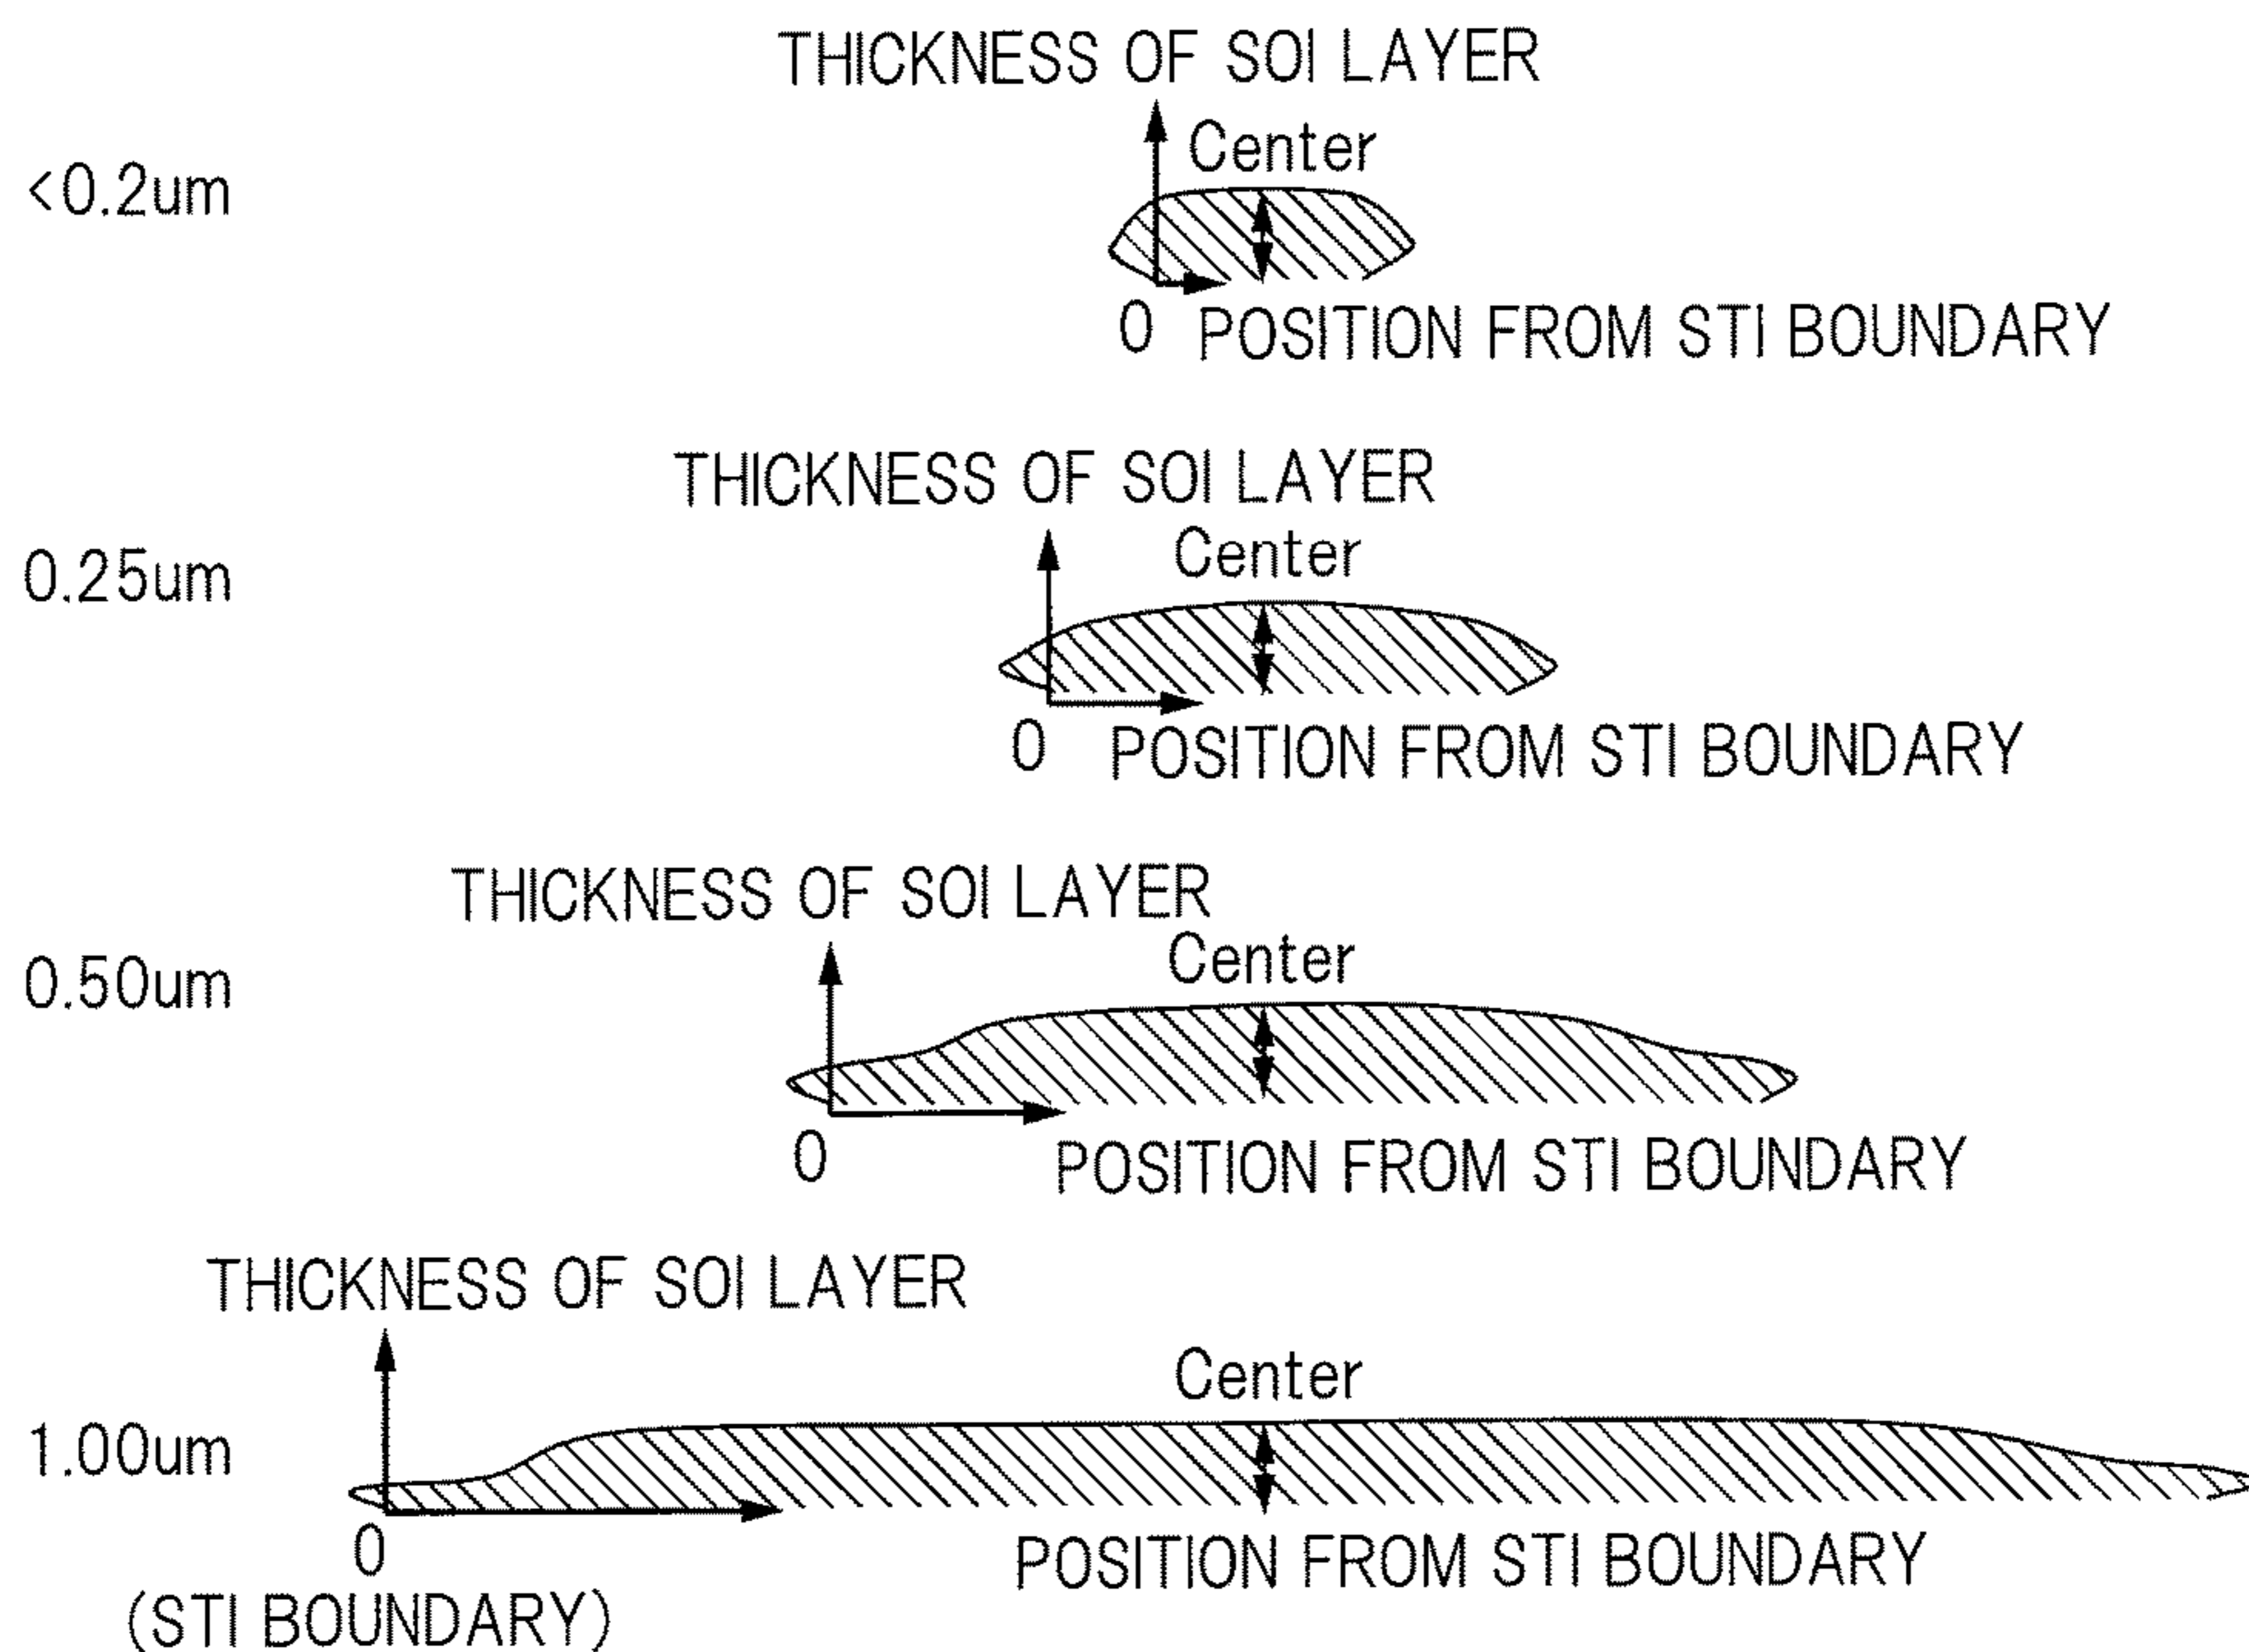 THICKNESS OF SOI LAYER
Center
<0.2um
0 POSITION FROM STI BOUNDARY
THICKNESS OF SOI LAYER
Center
0.25um
0 POSITION FROM STI BOUNDARY
THICKNESS OF SOI LAYER
Center
0.50um
0 POSITION FROM STI BOUNDARY
THICKNESS OF SOI LAYER
Center
1.00um
0 POSITION FROM STI BOUNDARY
(STI BOUNDARY)